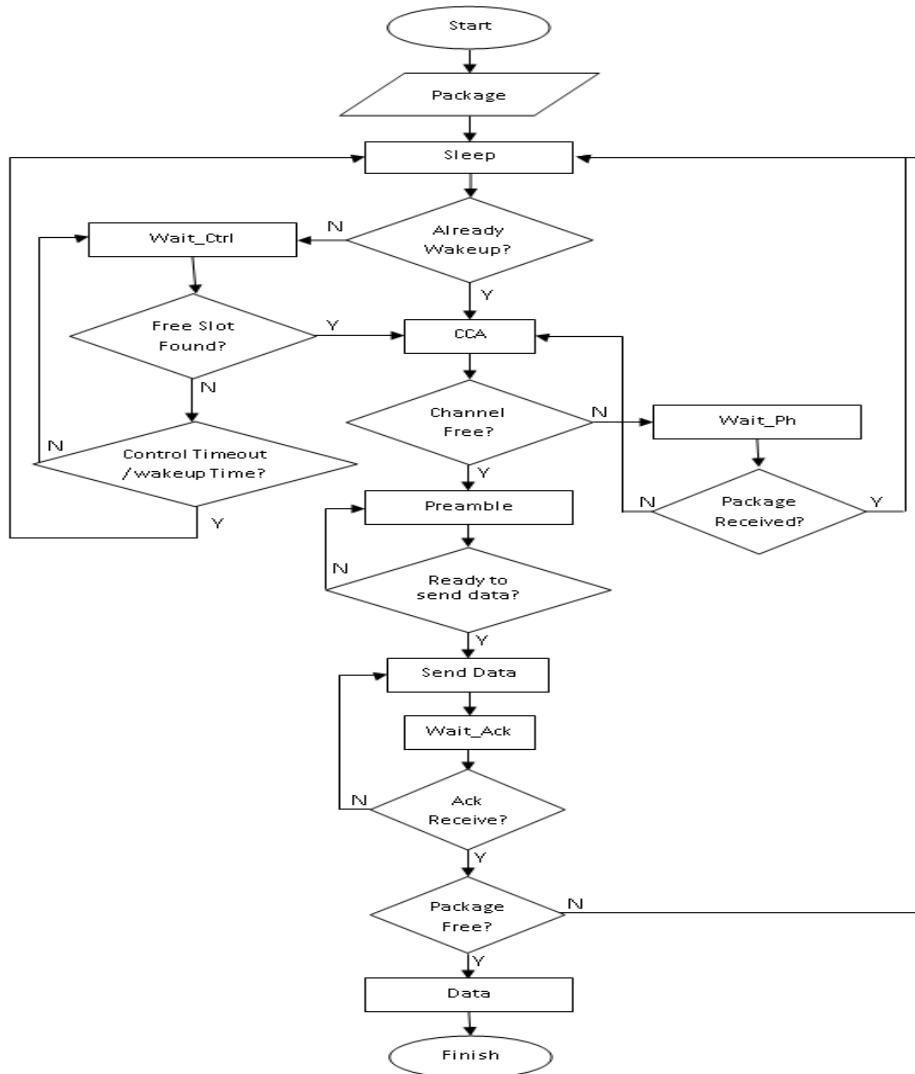 Start
Package
Sleep
Already
Wakeup?
N
Y
Wait_Ctrl
Free Slot
Found?
Y
N
Control Timeout
/wakeup Time?
N
Y
CCA
Channel
Free?
N
Y
Wait_Ph
Package
Received?
N
Y
Preamble
Ready to
send data?
N
Y
Send Data
Wait_Ack
Ack
Receive?
N
Y
Package
Free?
N
Y
Data
Finish